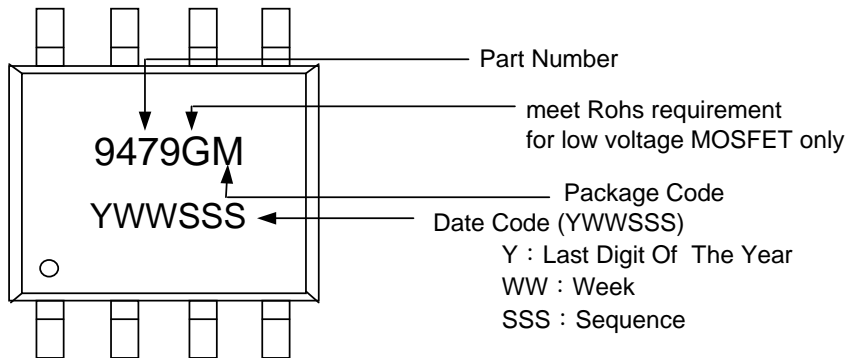 Part Number
meet Rohs requirement
for low voltage MOSFET only
9479GM
Package Code
YWWSSS
Date Code (YWWSSS)
Y：Last Digit Of The Year
WW：Week
SSS：Sequence